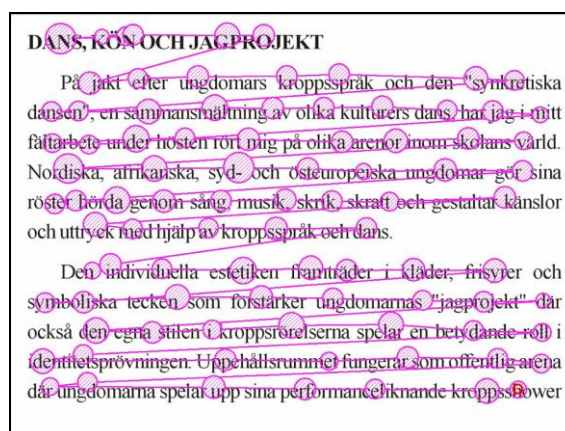 DANS, KÖN OCH JAGPROJEKT
På jakt efter ungdomars kroppsspråk och den "synkretiska
dansen", en sammansmältning av olika kulturers dans, har jag i mitt
fältarbete under hösten rört mig på olika arenor inom skolans värld.
Nordiska, afrikanska, syd- och östeuropeiska ungdomar gör sina
röster hörda genom sång, musik, skrik, skratt och gestaltar känslor
och uttryck med hjälp av kroppsspråk och dans.
Den individuella estetiken framträder i kläder, frisyrer och
symboliska tecken som förstärker ungdomarnas "jagprojekt" där
också den egna stilen i kroppsrörelserna spelar en betydande roll i
identitetsprövningen. Uppehållsrummet fungerar som offentlig arena
där ungdomarna spelar upp sina performanceliknande kroppsshower